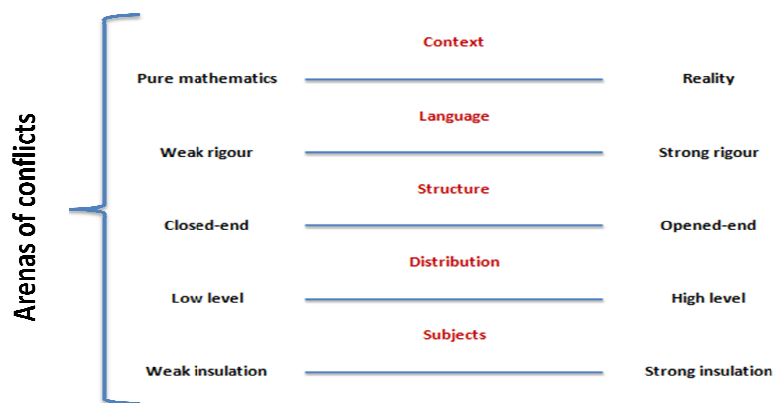 Arenas of conflicts
Context
Pure mathematics Reality
Language
Weak rigour Strong rigour
Structure
Closed-end Opened-end
Distribution
Low level High level
Subjects
Weak insulation Strong insulation